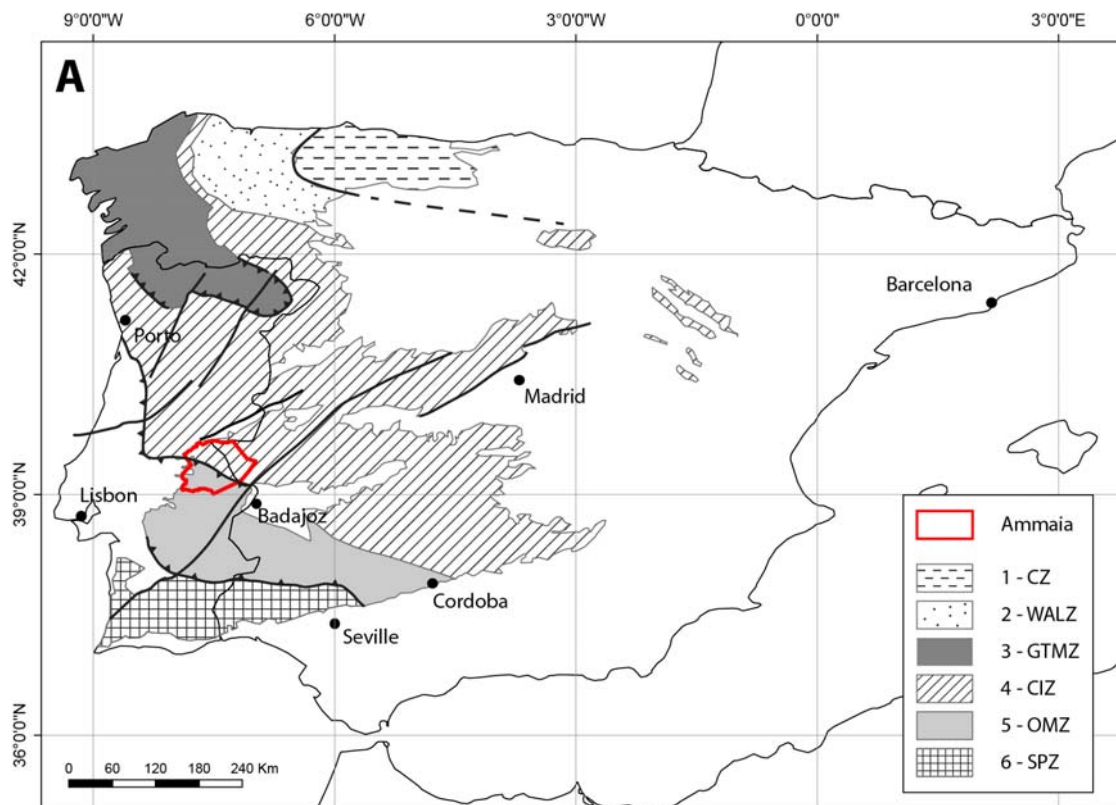 9°0'0"W 6°0'0"W 3°0'0"W 0°0'0" 3°0'0"E
A
42°0'0"N
Barcelona
Porto
Madrid
39°0'0"N
Lisbon
Badajoz
Ammaia
1 - CZ
Cordoba
2 - WALZ
Seville
3 - GTMZ
4 - CIZ
36°0'0"N
5 - OMZ
6 - SPZ
0 60 120 180 240 Km